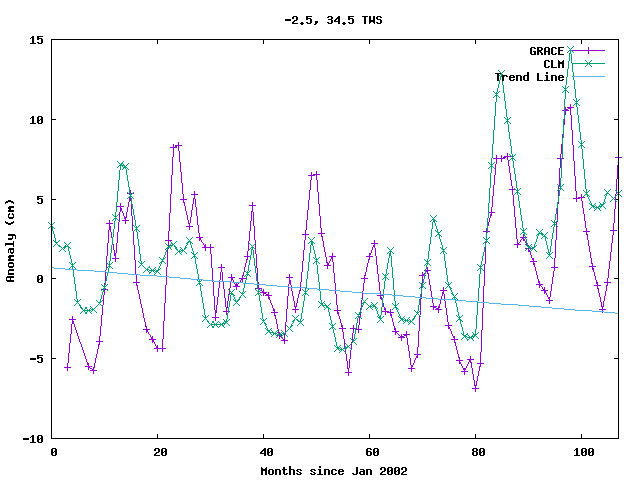 -2.5, 34.5 TWS
15
GRACE
CLM
Trend Line
10
5
0
-5
-10
Anomaly (cm)
0 20 40 60 80 100
Months since Jan 2002